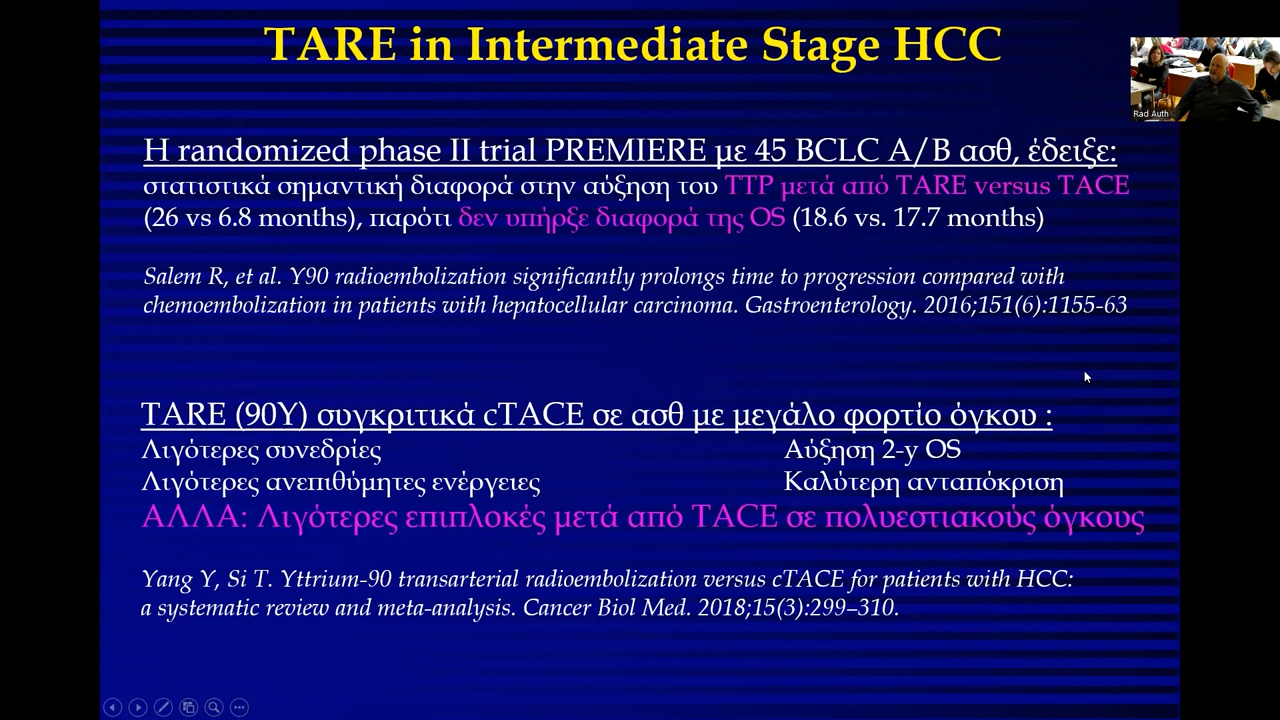 TARE in Intermediate Stage HCC
Rad Auth
Η randomized phase II trial PREMIERE με 45 BCLC A/B ασθ, έδειξε:
στατιστικά σημαντική διαφορά στην αύξηση του TTP μετά από TARE versus TACE
(26 vs 6.8 months), παρότι δεν υπήρξε διαφορά της OS (18.6 vs. 17.7 months)
Salem R, et al. Y90 radioembolization significantly prolongs time to progression compared with
chemoembolization in patients with hepatocellular carcinoma. Gastroenterology. 2016;151(6):1155-63
TARE (90Y) συγκριτικά cTACE σε ασθ με μεγάλο φορτίο όγκου :
Λιγότερες συνεδρίες Αύξηση 2-y OS
Λιγότερες ανεπιθύμητες ενέργειες Καλύτερη ανταπόκριση
ΑΛΛΑ: Λιγότερες επιπλοκές μετά από TACE σε πολυεστιακούς όγκους
Yang Y, Si T. Yttrium-90 transarterial radioembolization versus cTACE for patients with HCC:
a systematic review and meta-analysis. Cancer Biol Med. 2018;15(3):299–310.